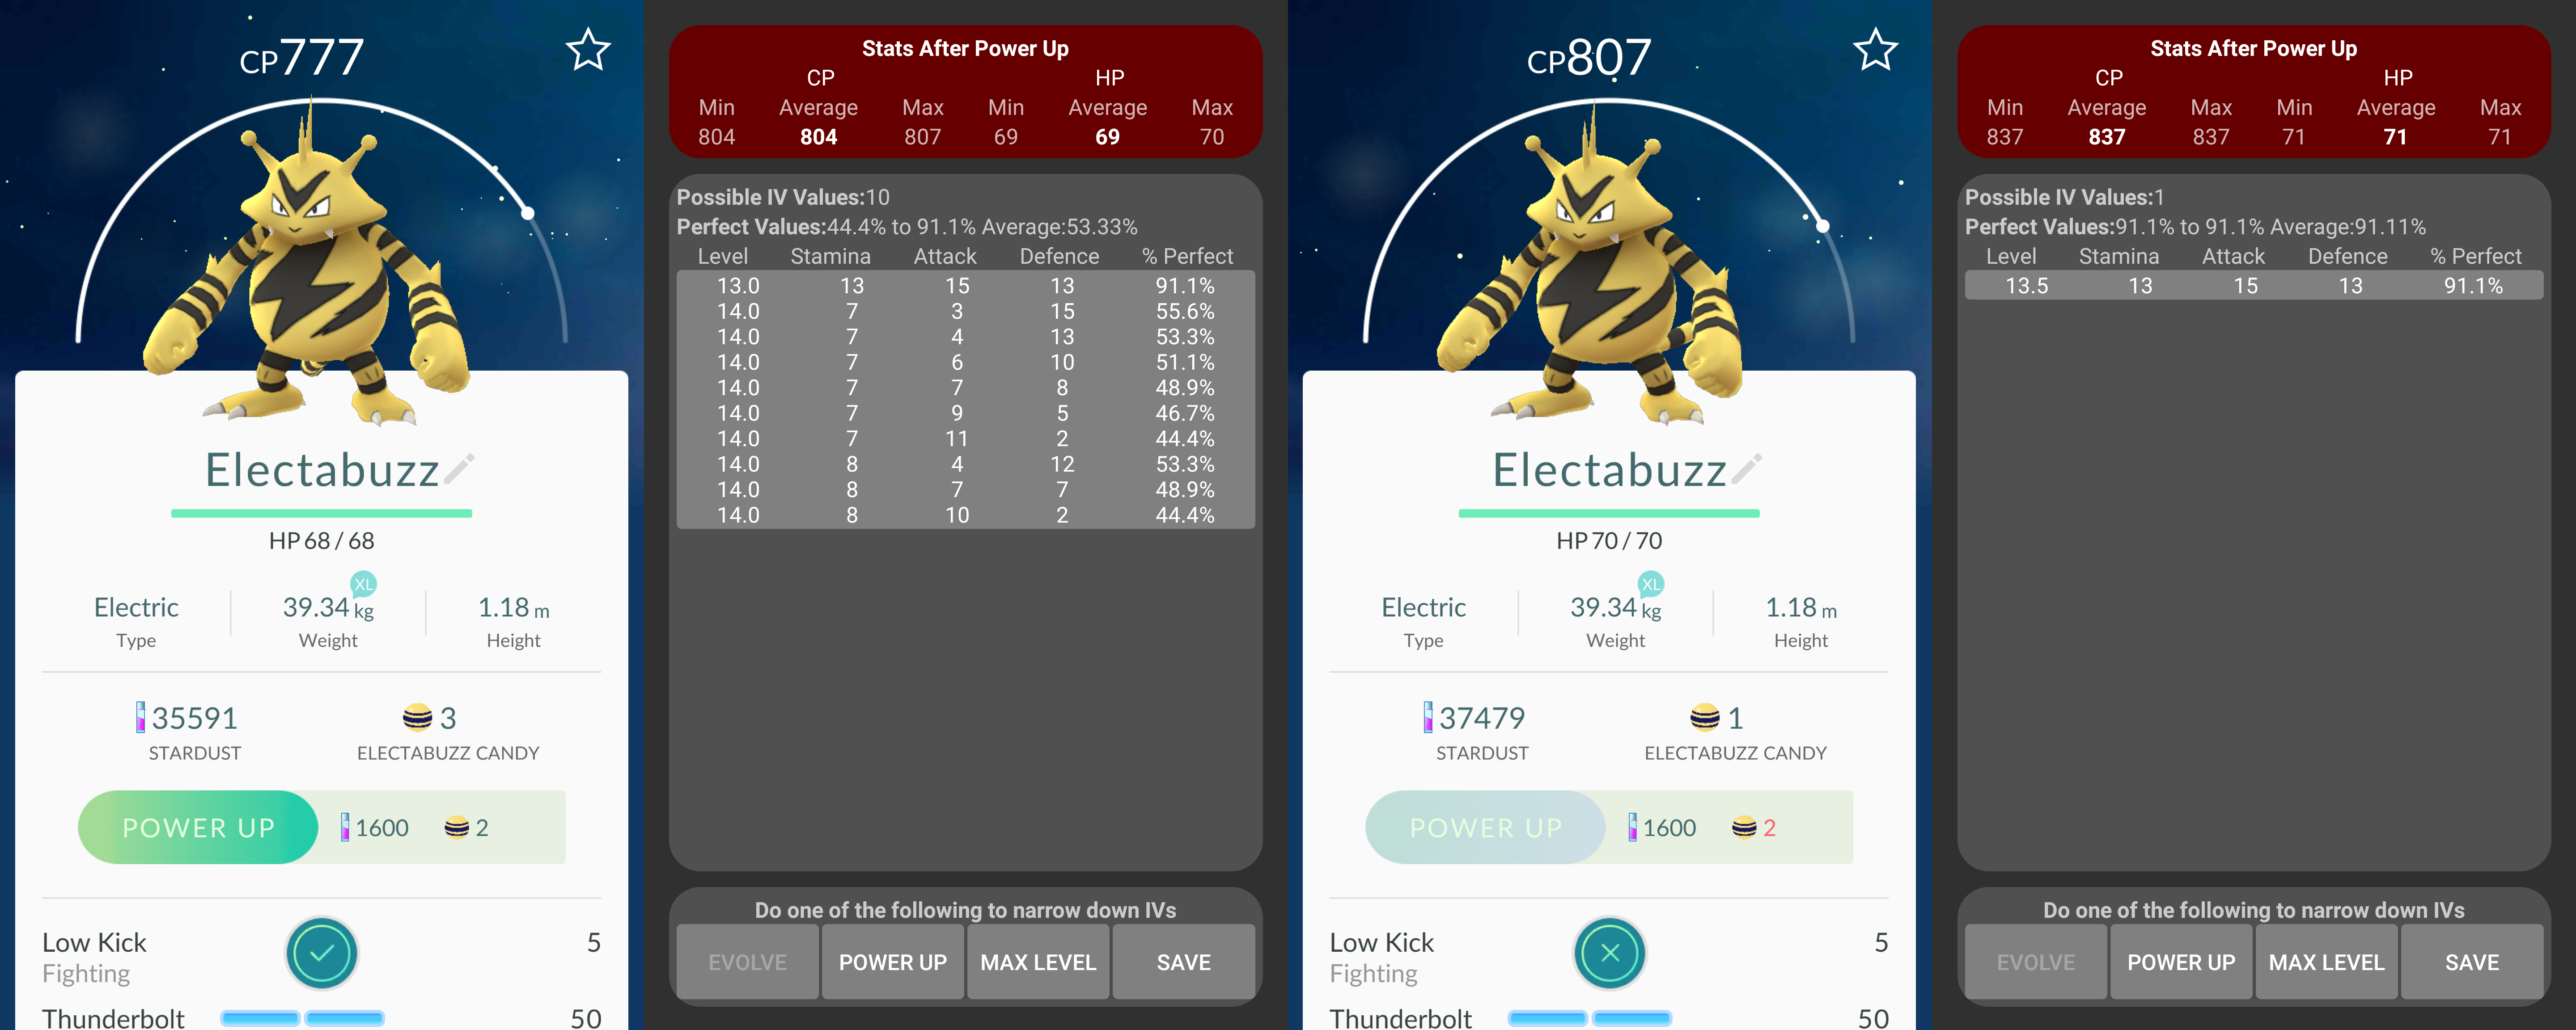 CP777
Electabuzz
HP 68 / 68
XL
Electric 39.34 kg 1.18 m
Type Weight Height
35591 3
STARDUST ELECTABUZZ CANDY
POWER UP 1600 2
Low Kick 5
Fighting
Thunderbolt 50
Stats After Power Up
CP HP
Min Average Max Min Average Max
804 804 807 69 69 70
Possible IV Values:10
Perfect Values:44.4% to 91.1% Average:53.33%
Level Stamina Attack Defence % Perfect
13.0 13 15 13 91.1%
14.0 7 3 15 55.6%
14.0 7 4 13 53.3%
14.0 7 6 10 51.1%
14.0 7 7 8 48.9%
14.0 7 9 5 46.7%
14.0 7 11 2 44.4%
14.0 8 4 12 53.3%
14.0 8 7 7 48.9%
14.0 8 10 2 44.4%
Do one of the following to narrow down IVs
EVOLVE POWER UP MAX LEVEL SAVE
CP807
Electabuzz
HP 70 / 70
XL
Electric 39.34 kg 1.18 m
Type Weight Height
37479 1
STARDUST ELECTABUZZ CANDY
POWER UP 1600 2
Low Kick 5
Fighting
Thunderbolt 50
Stats After Power Up
CP HP
Min Average Max Min Average Max
837 837 837 71 71 71
Possible IV Values:1
Perfect Values:91.1% to 91.1% Average:91.11%
Level Stamina Attack Defence % Perfect
13.5 13 15 13 91.1%
Do one of the following to narrow down IVs
EVOLVE POWER UP MAX LEVEL SAVE